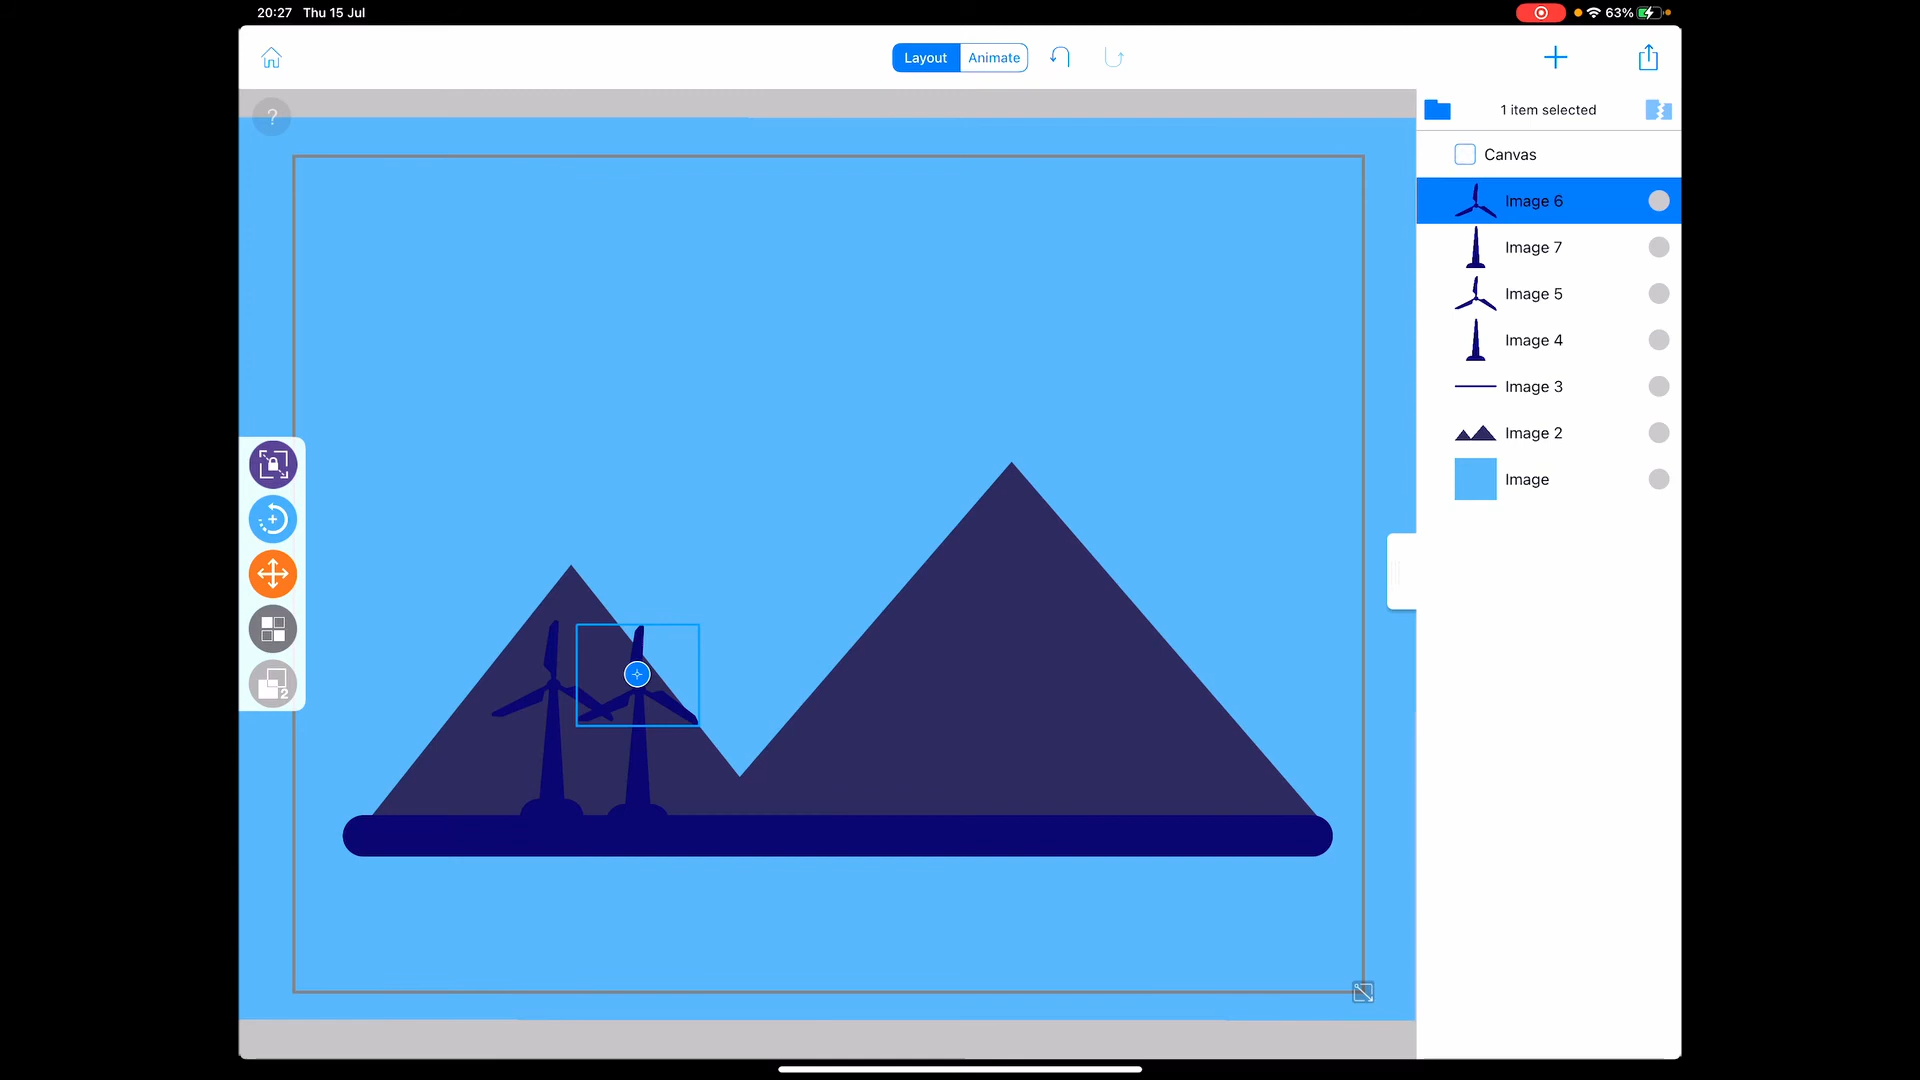 20:27 Thu 15 Jul
63%
Layout Animate
?
1 item selected
Canvas
Image 6
Image 7
Image 5
Image 4
Image 3
Image 2
Image
2